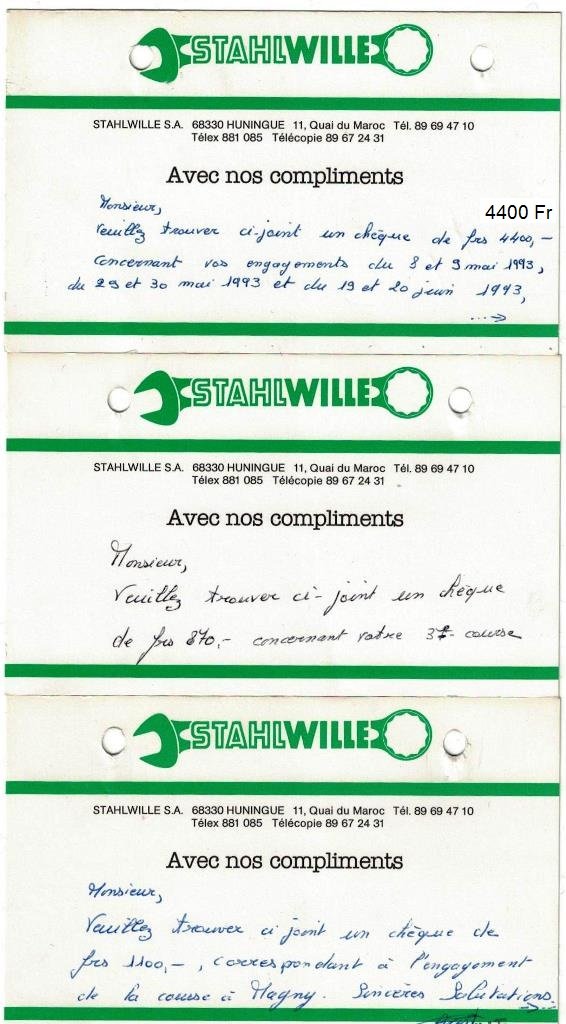 STAHLWILLE
STAHLWILLE S.A. 68330 HUNINGUE 11, Quai du Maroc Tél. 89 69 47 10
Télex 881 085 Télécopie 89 67 24 31
Avec nos compliments
4400 Fr
Monsieur,
Veuillez trouver ci-joint un chèque de frs 4400,-
concernant vos engagements du 8 et 9 mai 1993,
du 29 et 30 mai 1993 et du 19 et 20 juin 1993,
...→
STAHLWILLE
STAHLWILLE S.A. 68330 HUNINGUE 11, Quai du Maroc Tél. 89 69 47 10
Télex 881 085 Télécopie 89 67 24 31
Avec nos compliments
Monsieur,
Veuillez trouver ci-joint un chèque
de frs 870,- concernant votre course
STAHLWILLE
STAHLWILLE S.A. 68330 HUNINGUE 11, Quai du Maroc Tél. 89 69 47 10
Télex 881 085 Télécopie 89 67 24 31
Avec nos compliments
Monsieur,
Veuillez trouver ci joint un chèque de
frs 1100,-, correspondant à l'engagement
de la course à Magny. Sincères Salutations.